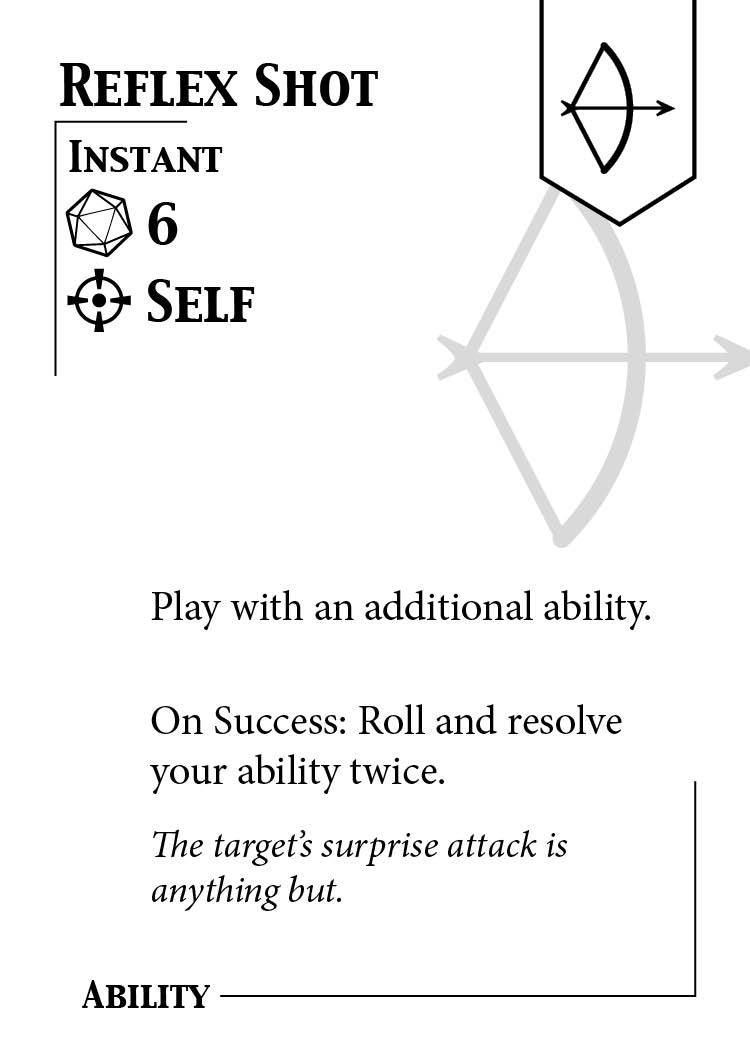 Reflex Shot
Instant
6
Self
Play with an additional ability.
On Success: Roll and resolve
your ability twice.
The target's surprise attack is
anything but.
Ability